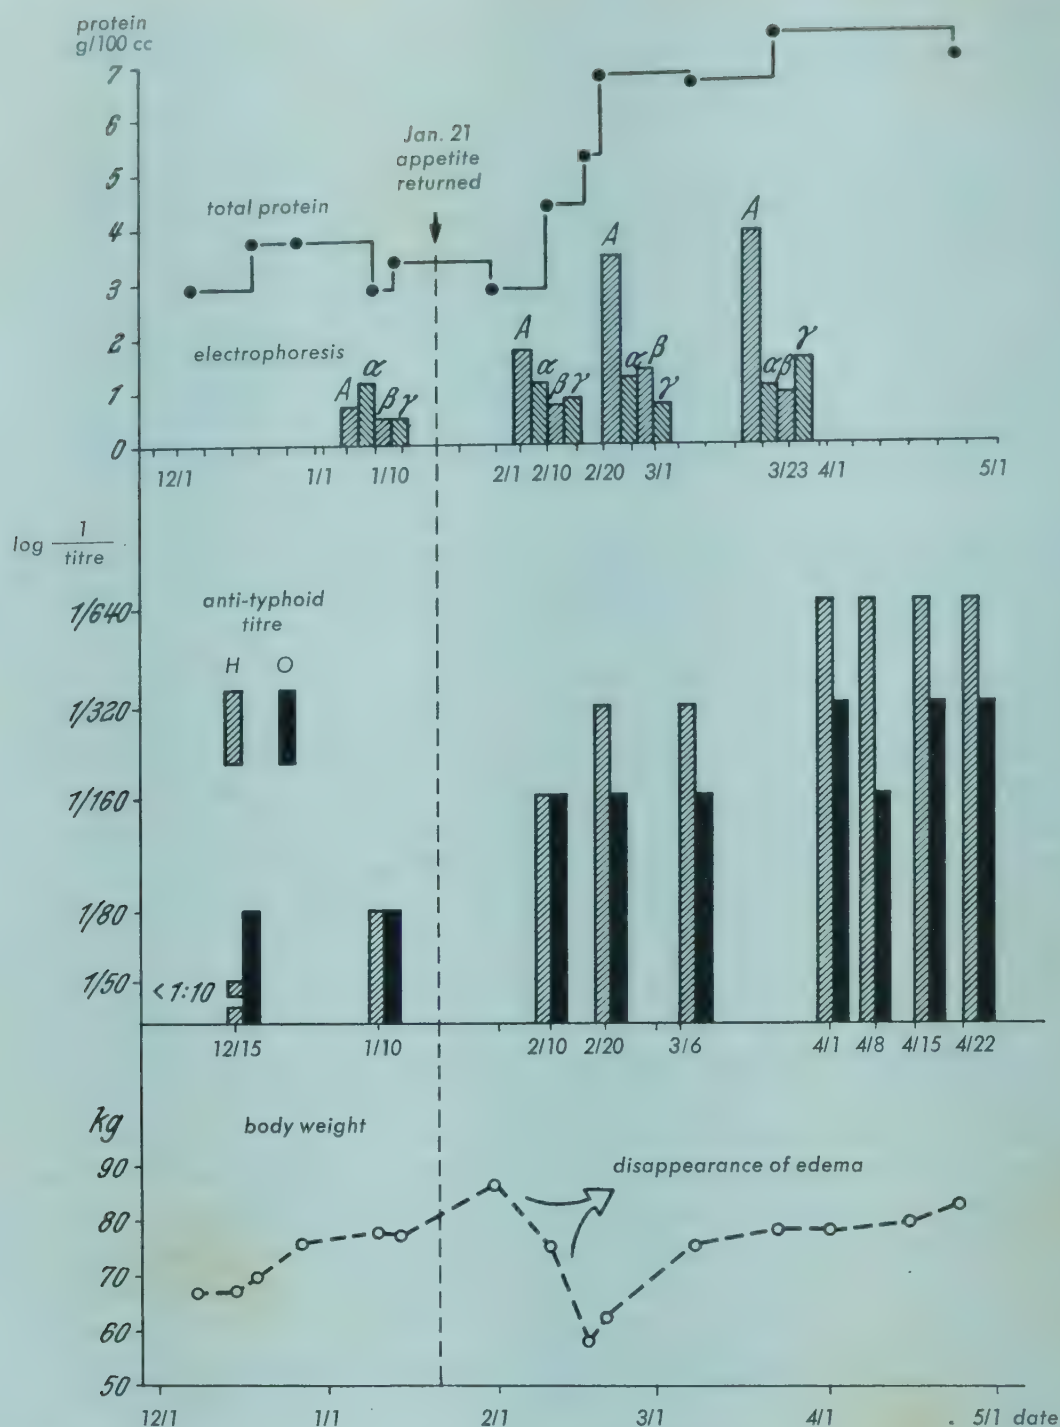 protein
g/100 cc
7
6
5
4
3
2
1
0
Jan. 21
appetite
returned
total protein
electrophoresis
A α β γ
A α β γ
A α β γ
A α β γ
12/1 1/1 1/10 2/1 2/10 2/20 3/1 3/23 4/1 5/1
log 1/titre
1/640
1/320
1/160
1/80
1/50
anti-typhoid
titre
H O
<1:10
12/15 1/10 2/10 2/20 3/6 4/1 4/8 4/15 4/22
kg
90
80
70
60
50
body weight
disappearance of edema
12/1 1/1 2/1 3/1 4/1 5/1 date